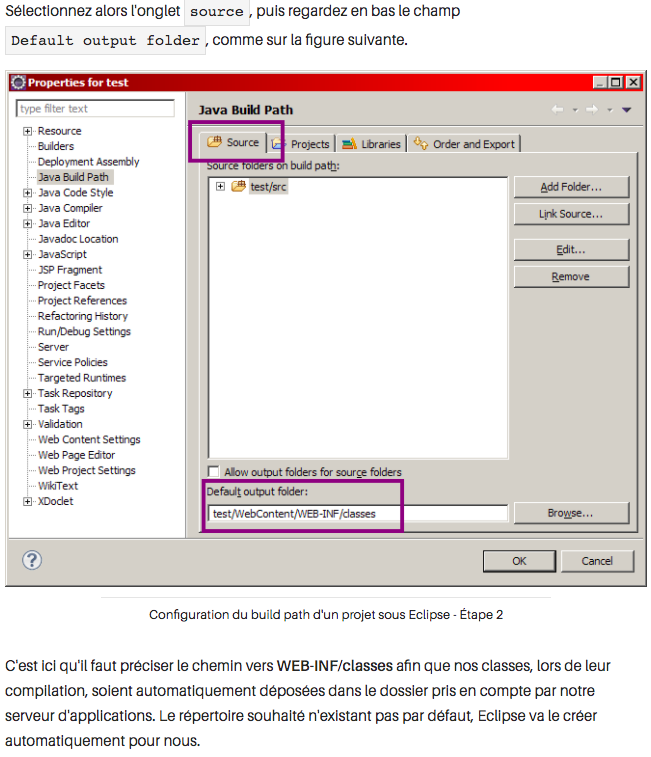 Sélectionnez alors l'onglet source , puis regardez en bas le champ
Default output folder , comme sur la figure suivante.
Properties for test
type filter text
Resource
Builders
Deployment Assembly
Java Build Path
Java Code Style
Java Compiler
Java Editor
Javadoc Location
JavaScript
JSP Fragment
Project Facets
Project References
Refactoring History
Run/Debug Settings
Server
Service Policies
Targeted Runtimes
Task Repository
Task Tags
Validation
Web Content Settings
Web Page Editor
Web Project Settings
WikiText
XDoclet
Java Build Path
Source Projects Libraries Order and Export
Source folders on build path:
test/src
Add Folder...
Link Source...
Edit...
Remove
Allow output folders for source folders
Default output folder:
test/WebContent/WEB-INF/classes
Browse...
OK Cancel
Configuration du build path d'un projet sous Eclipse - Étape 2
C'est ici qu'il faut préciser le chemin vers WEB-INF/classes afin que nos classes, lors de leur
compilation, soient automatiquement déposées dans le dossier pris en compte par notre
serveur d'applications. Le répertoire souhaité n'existant pas par défaut, Eclipse va le créer
automatiquement pour nous.